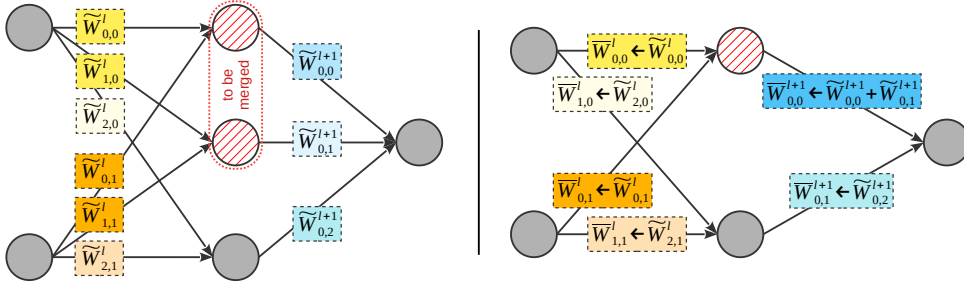 W̃^l_{0,0}
W̃^l_{1,0}
W̃^l_{2,0}
W̃^l_{0,1}
W̃^l_{1,1}
W̃^l_{2,1}
to be
merged
W̃^{l+1}_{0,0}
W̃^{l+1}_{0,1}
W̃^{l+1}_{0,2}
W̅^l_{0,0} ← W̃^l_{0,0}
W̅^l_{1,0} ← W̃^l_{2,0}
W̅^l_{0,1} ← W̃^l_{0,1}
W̅^l_{1,1} ← W̃^l_{2,1}
W̅^{l+1}_{0,0} ← W̃^{l+1}_{0,0} + W̃^{l+1}_{0,1}
W̅^{l+1}_{0,1} ← W̃^{l+1}_{0,2}